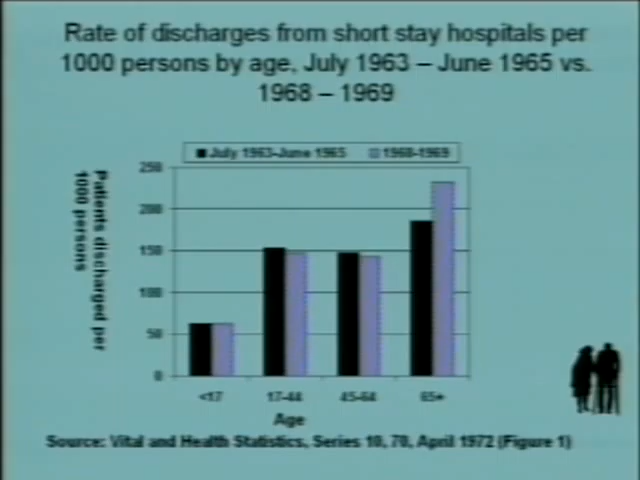 Rate of discharges from short stay hospitals per
1000 persons by age, July 1963 – June 1965 vs.
1968 – 1969
July 1963-June 1965 1968-1969
Patients discharged per
1000 persons
250
200
150
100
50
0
<17 17-44 45-64 65+
Age
Source: Vital and Health Statistics, Series 10, 70, April 1972 (Figure 1)